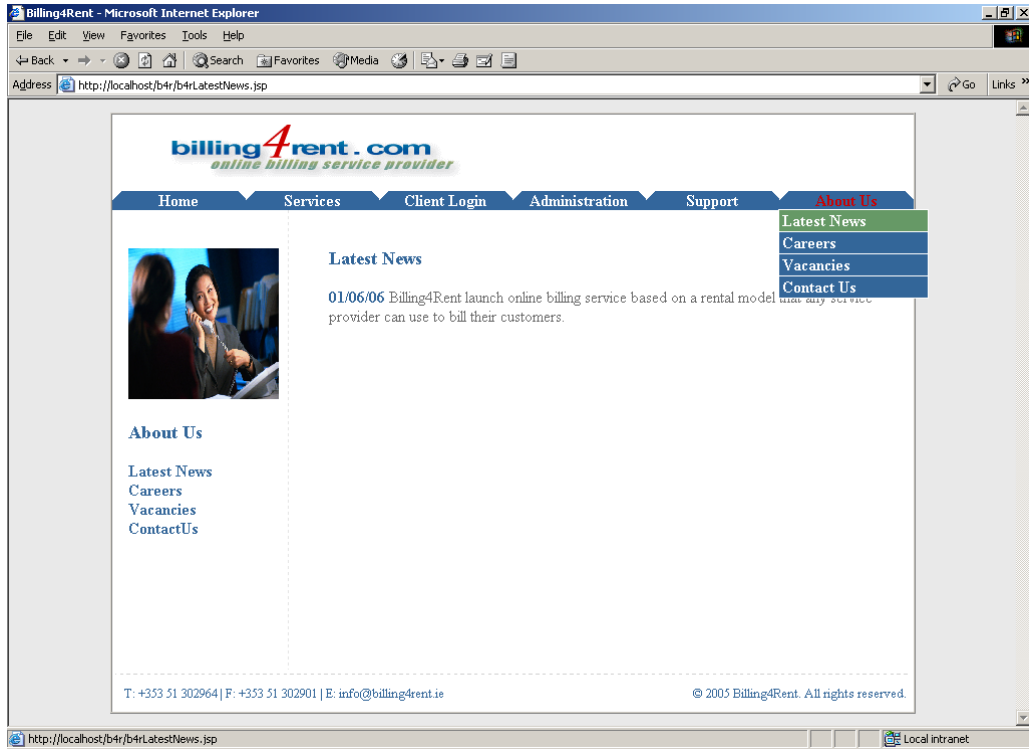 Billing4Rent - Microsoft Internet Explorer
File Edit View Favorites Tools Help
Back Search Favorites Media
Address http://localhost/b4r/b4rLatestNews.jsp Go Links »
billing4rent.com
online billing service provider
Home Services Client Login Administration Support About Us
Latest News
Careers
Vacancies
Contact Us
Latest News
01/06/06 Billing4Rent launch online billing service based on a rental model that any service
provider can use to bill their customers.
About Us
Latest News
Careers
Vacancies
ContactUs
T: +353 51 302964 | F: +353 51 302901 | E: info@billing4rent.ie © 2005 Billing4Rent. All rights reserved.
http://localhost/b4r/b4rLatestNews.jsp Local intranet